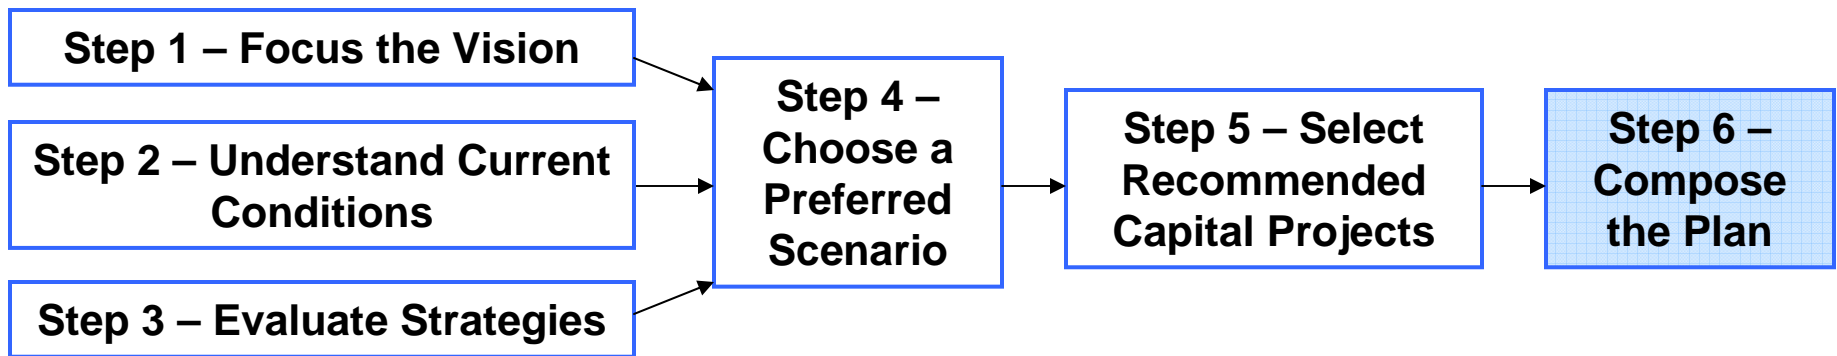 Step 1 – Focus the Vision
Step 2 – Understand Current
Conditions
Step 3 – Evaluate Strategies
Step 4 –
Choose a
Preferred
Scenario
Step 5 – Select
Recommended
Capital Projects
Step 6 –
Compose
the Plan